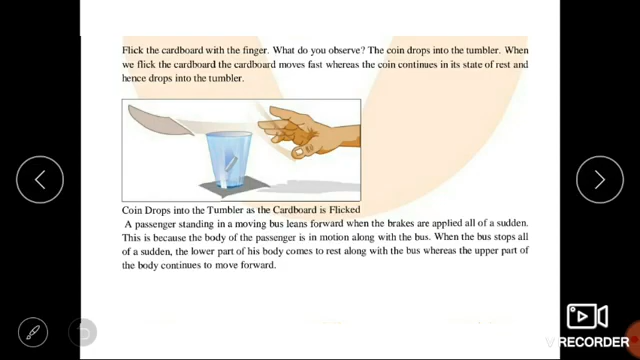 Flick the cardboard with the finger. What do you observe? The coin drops into the tumbler. When
we flick the cardboard the cardboard moves fast whereas the coin continues in its state of rest and
hence drops into the tumbler.
Coin Drops into the Tumbler as the Cardboard is Flicked
A passenger standing in a moving bus leans forward when the brakes are applied all of a sudden.
This is because the body of the passenger is in motion along with the bus. When the bus stops all
of a sudden, the lower part of his body comes to rest along with the bus whereas the upper part of
the body continues to move forward.
V RECORDER